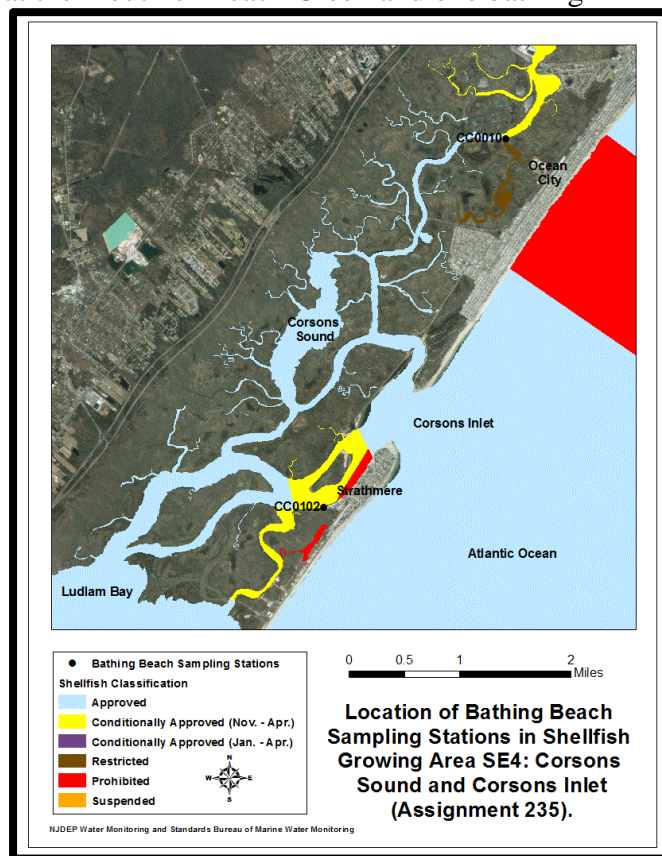 CC0010
Ocean
City
Corsons
Sound
Corsons Inlet
Strathmere
CC0102
Atlantic Ocean
Ludlam Bay
Bathing Beach Sampling Stations
Shellfish Classification
Approved
Conditionally Approved (Nov. - Apr.)
Conditionally Approved (Jan. - Apr.)
Restricted
Prohibited
Suspended
N
W E
S
0 0.5 1 2
Miles
Location of Bathing Beach
Sampling Stations in Shellfish
Growing Area SE4: Corsons
Sound and Corsons Inlet
(Assignment 235).
NJDEP Water Monitoring and Standards Bureau of Marine Water Monitoring